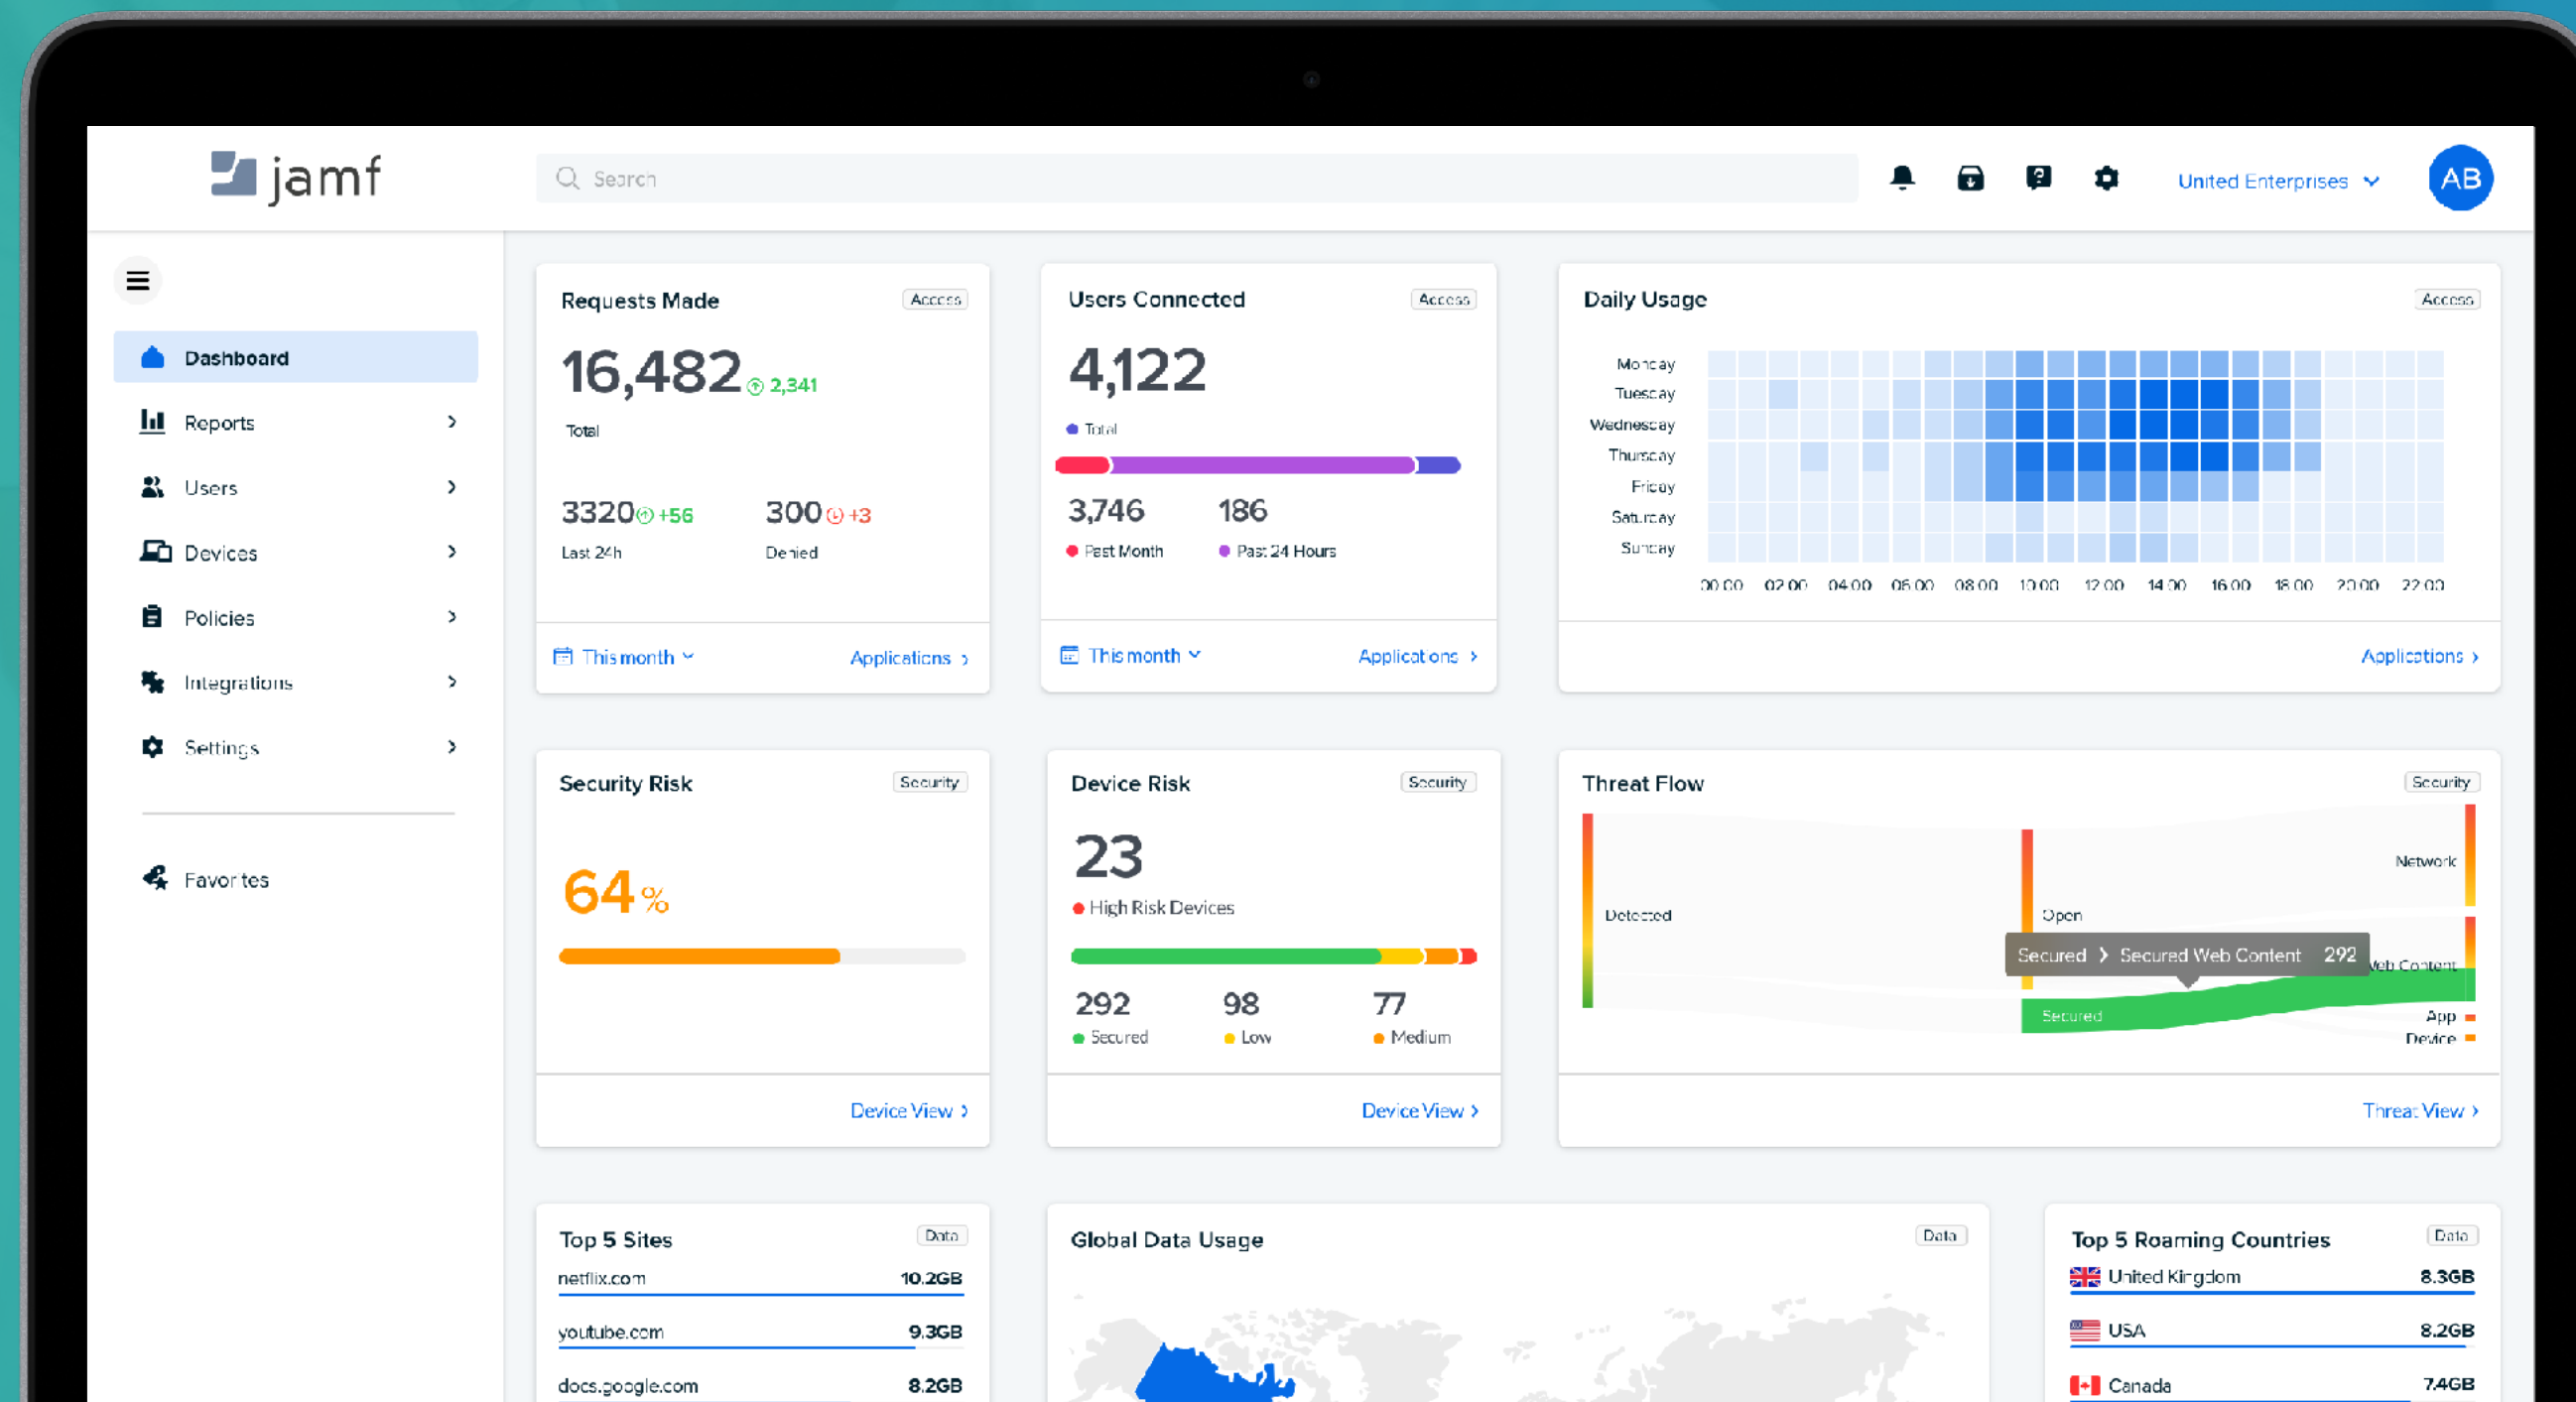 jamf
Search
United Enterprises
AB
Dashboard
Reports
Users
Devices
Policies
Integrations
Settings
Favorites
Requests Made
Access
16,482 2,341
Total
3320 +56
300 +3
Last 24h
Denied
This month
Applications
Users Connected
Access
4,122
Total
3,746
186
Past Month
Past 24 Hours
This month
Applications
Daily Usage
Access
Monday
Tuesday
Wednesday
Thursday
Friday
Saturday
Sunday
00:00 02:00 04:00 06:00 08:00 10:00 12:00 14:00 16:00 18:00 20:00 22:00
Applications
Security Risk
Security
64%
Device View
Device Risk
Security
23
High Risk Devices
292
98
77
Secured
Low
Medium
Device View
Threat Flow
Security
Detected
Open
Network
Secured > Secured Web Content 292
Web Content
Secured
App
Device
Threat View
Top 5 Sites
Data
netflix.com 10.2GB
youtube.com 9.3GB
docs.google.com 8.2GB
Global Data Usage
Data
Top 5 Roaming Countries
Data
United Kingdom 8.3GB
USA 8.2GB
Canada 7.4GB